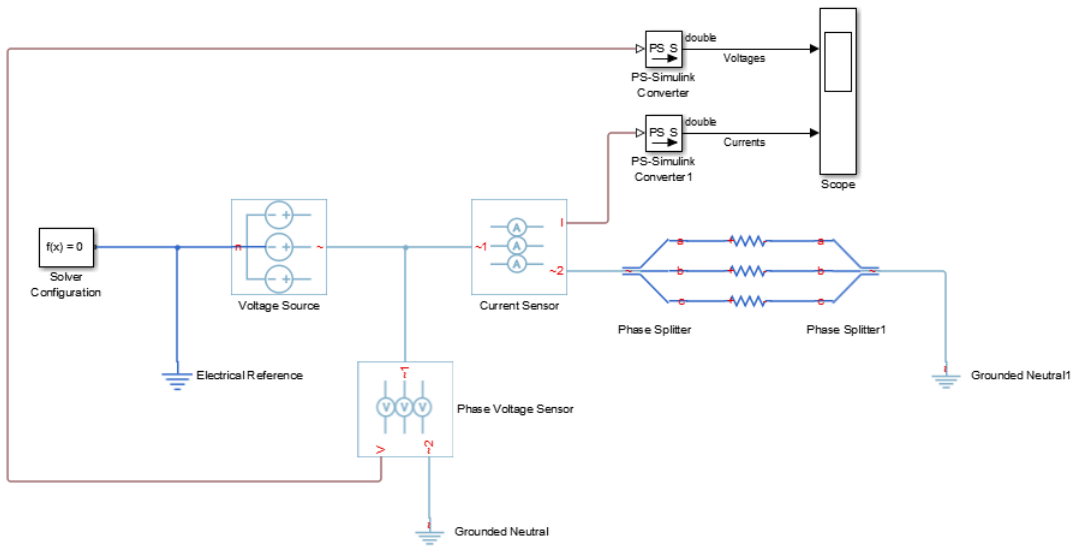 PS S
double
Voltages
PS-Simulink
Converter
PS S
double
Currents
PS-Simulink
Converter1
Scope
f(x) = 0
Solver
Configuration
n
~
Voltage Source
~1
A
A
A
I
~2
Current Sensor
~
a
b
c
+
+
+
a
b
c
~
Phase Splitter
Phase Splitter1
Electrical Reference
~1
V
V
V
V
~2
Phase Voltage Sensor
~
Grounded Neutral
~
Grounded Neutral1